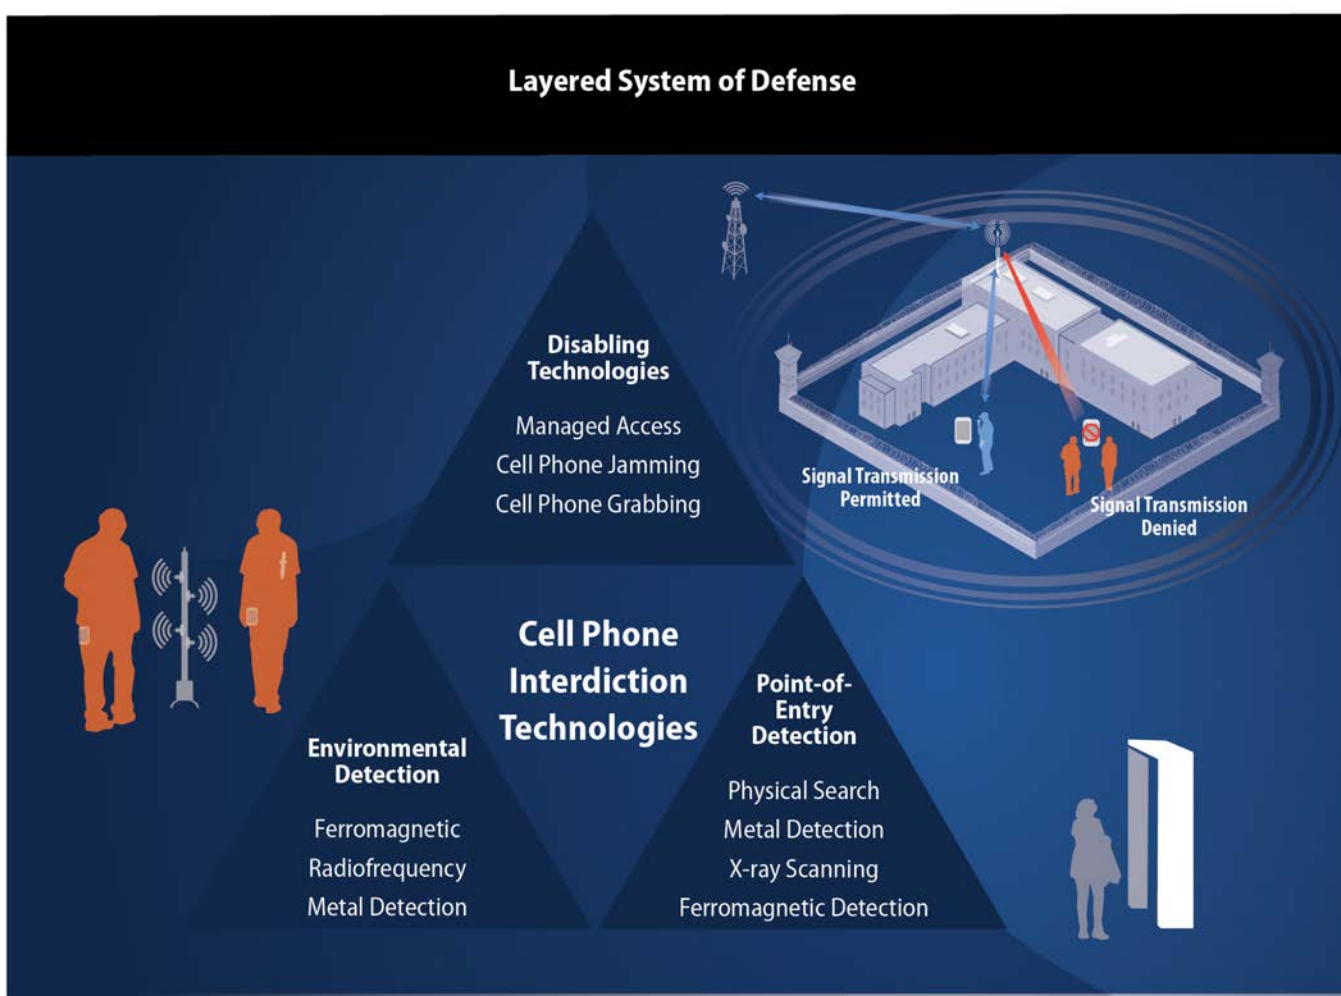 Layered System of Defense
Disabling
Technologies
Managed Access
Cell Phone Jamming
Cell Phone Grabbing
Signal Transmission
Permitted
Signal Transmission
Denied
Cell Phone
Interdiction
Technologies
Environmental
Detection
Ferromagnetic
Radiofrequency
Metal Detection
Point-of-
Entry
Detection
Physical Search
Metal Detection
X-ray Scanning
Ferromagnetic Detection